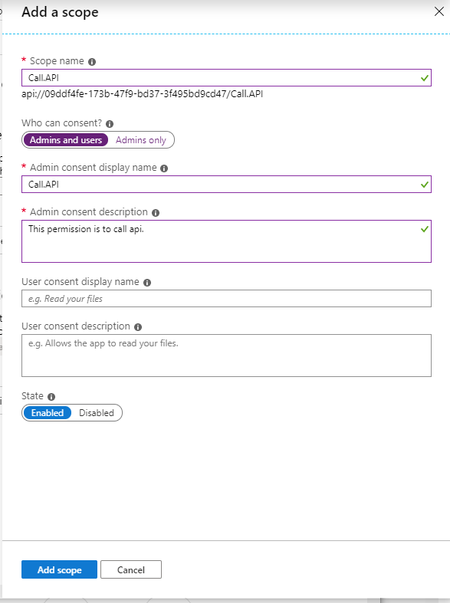 Add a scope
* Scope name
Call.API
api://09ddf4fe-173b-47f9-bd37-3f495bd9cd47/Call.API
Who can consent?
Admins and users Admins only
* Admin consent display name
Call.API
* Admin consent description
This permission is to call api.
User consent display name
e.g. Read your files
User consent description
e.g. Allows the app to read your files.
State
Enabled Disabled
Add scope Cancel